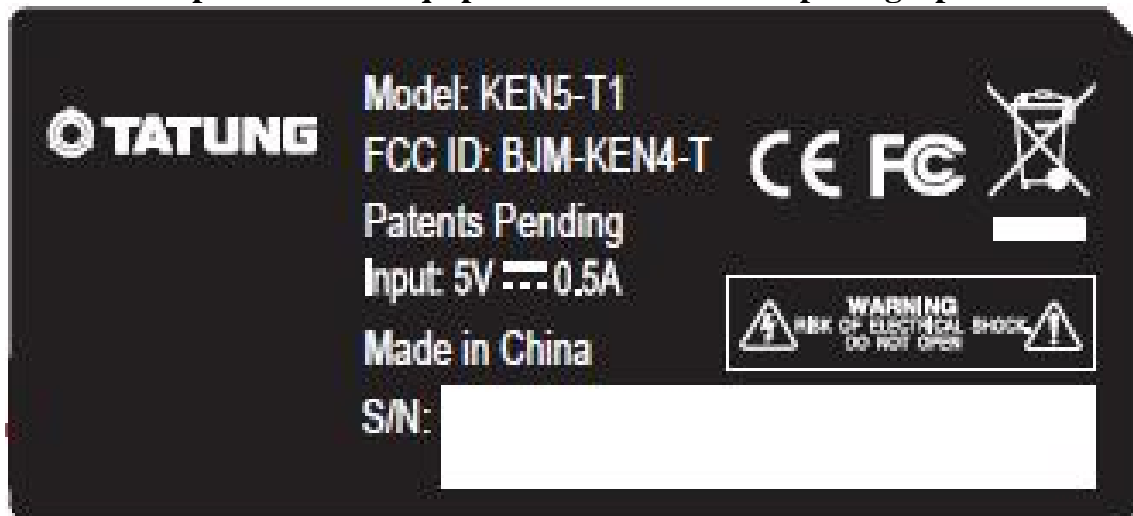 TATUNG
Model: KEN5-T1
FCC ID: BJM-KEN4-T
Patents Pending
Input: 5V 0.5A
Made in China
S/N:
CE FC
WARNING
RISK OF ELECTRICAL SHOCK
DO NOT OPEN